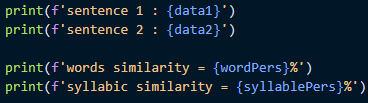 print(f'sentence 1 : {data1}')
print(f'sentence 2 : {data2}')
print(f'words similarity = {wordPers}%')
print(f'syllabic similarity = {syllablePers}%')